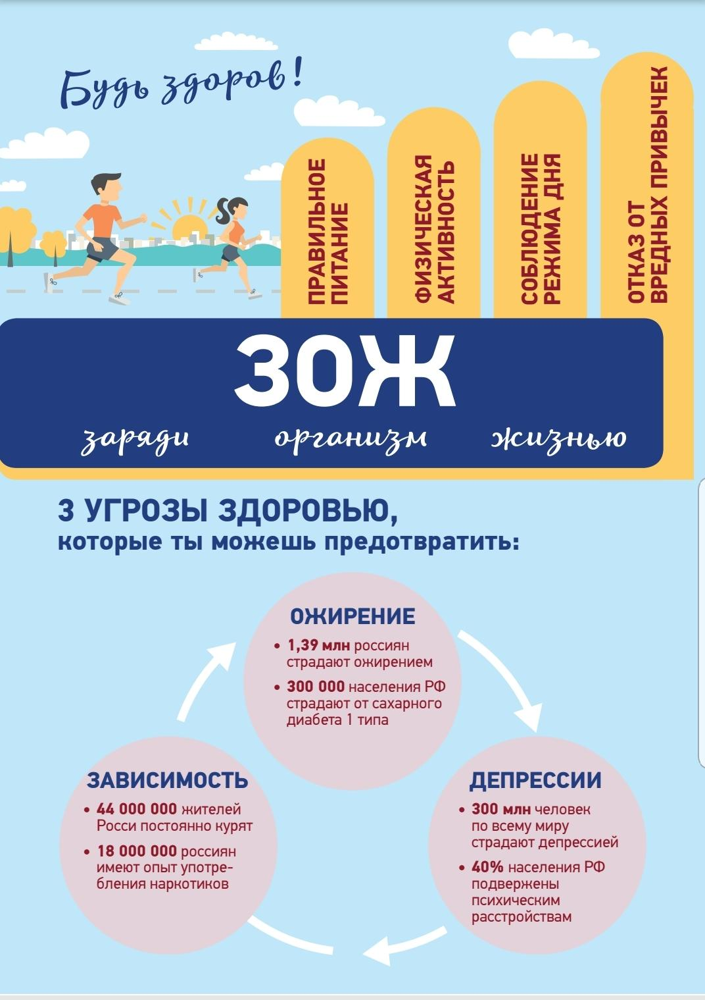 Будь здоров!
ПРАВИЛЬНОЕ
ПИТАНИЕ
ФИЗИЧЕСКАЯ
АКТИВНОСТЬ
СОБЛЮДЕНИЕ
РЕЖИМА ДНЯ
ОТКАЗ ОТ
ВРЕДНЫХ ПРИВЫЧЕК
ЗОЖ
заряди организм жизнью
3 УГРОЗЫ ЗДОРОВЬЮ,
которые ты можешь предотвратить:
ОЖИРЕНИЕ
• 1,39 млн россиян
страдают ожирением
• 300 000 населения РФ
страдают от сахарного
диабета 1 типа
ЗАВИСИМОСТЬ
• 44 000 000 жителей
Росси постоянно курят
• 18 000 000 россиян
имеют опыт употре-
бления наркотиков
ДЕПРЕССИИ
• 300 млн человек
по всему миру
страдают депрессией
• 40% населения РФ
подвержены
психическим
расстройствам